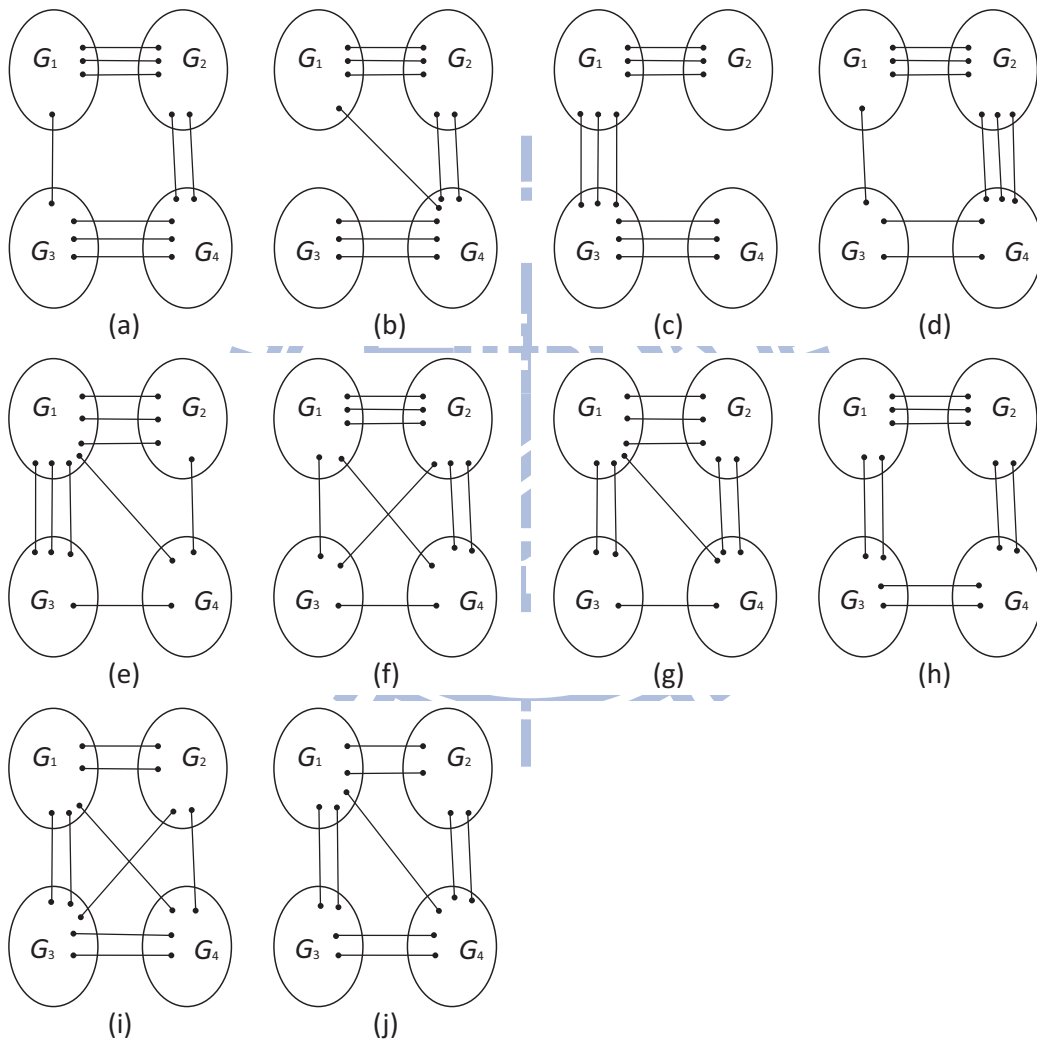 G1 G2 G1 G2 G1 G2 G1 G2
G3 G4 G3 G4 G3 G4 G3 G4
(a) (b) (c) (d)
G1 G2 G1 G2 G1 G2 G1 G2
G3 G4 G3 G4 G3 G4 G3 G4
(e) (f) (g) (h)
G1 G2 G1 G2
G3 G4 G3 G4
(i) (j)